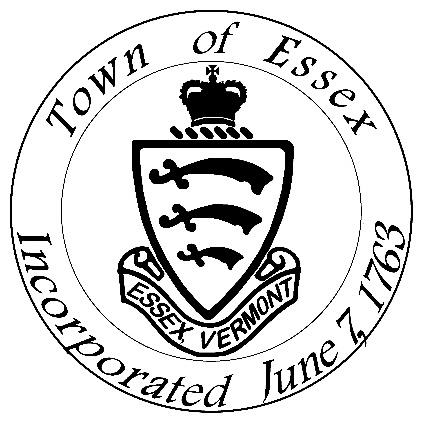 Town of Essex
ESSEX, VERMONT
Incorporated June 7, 1763